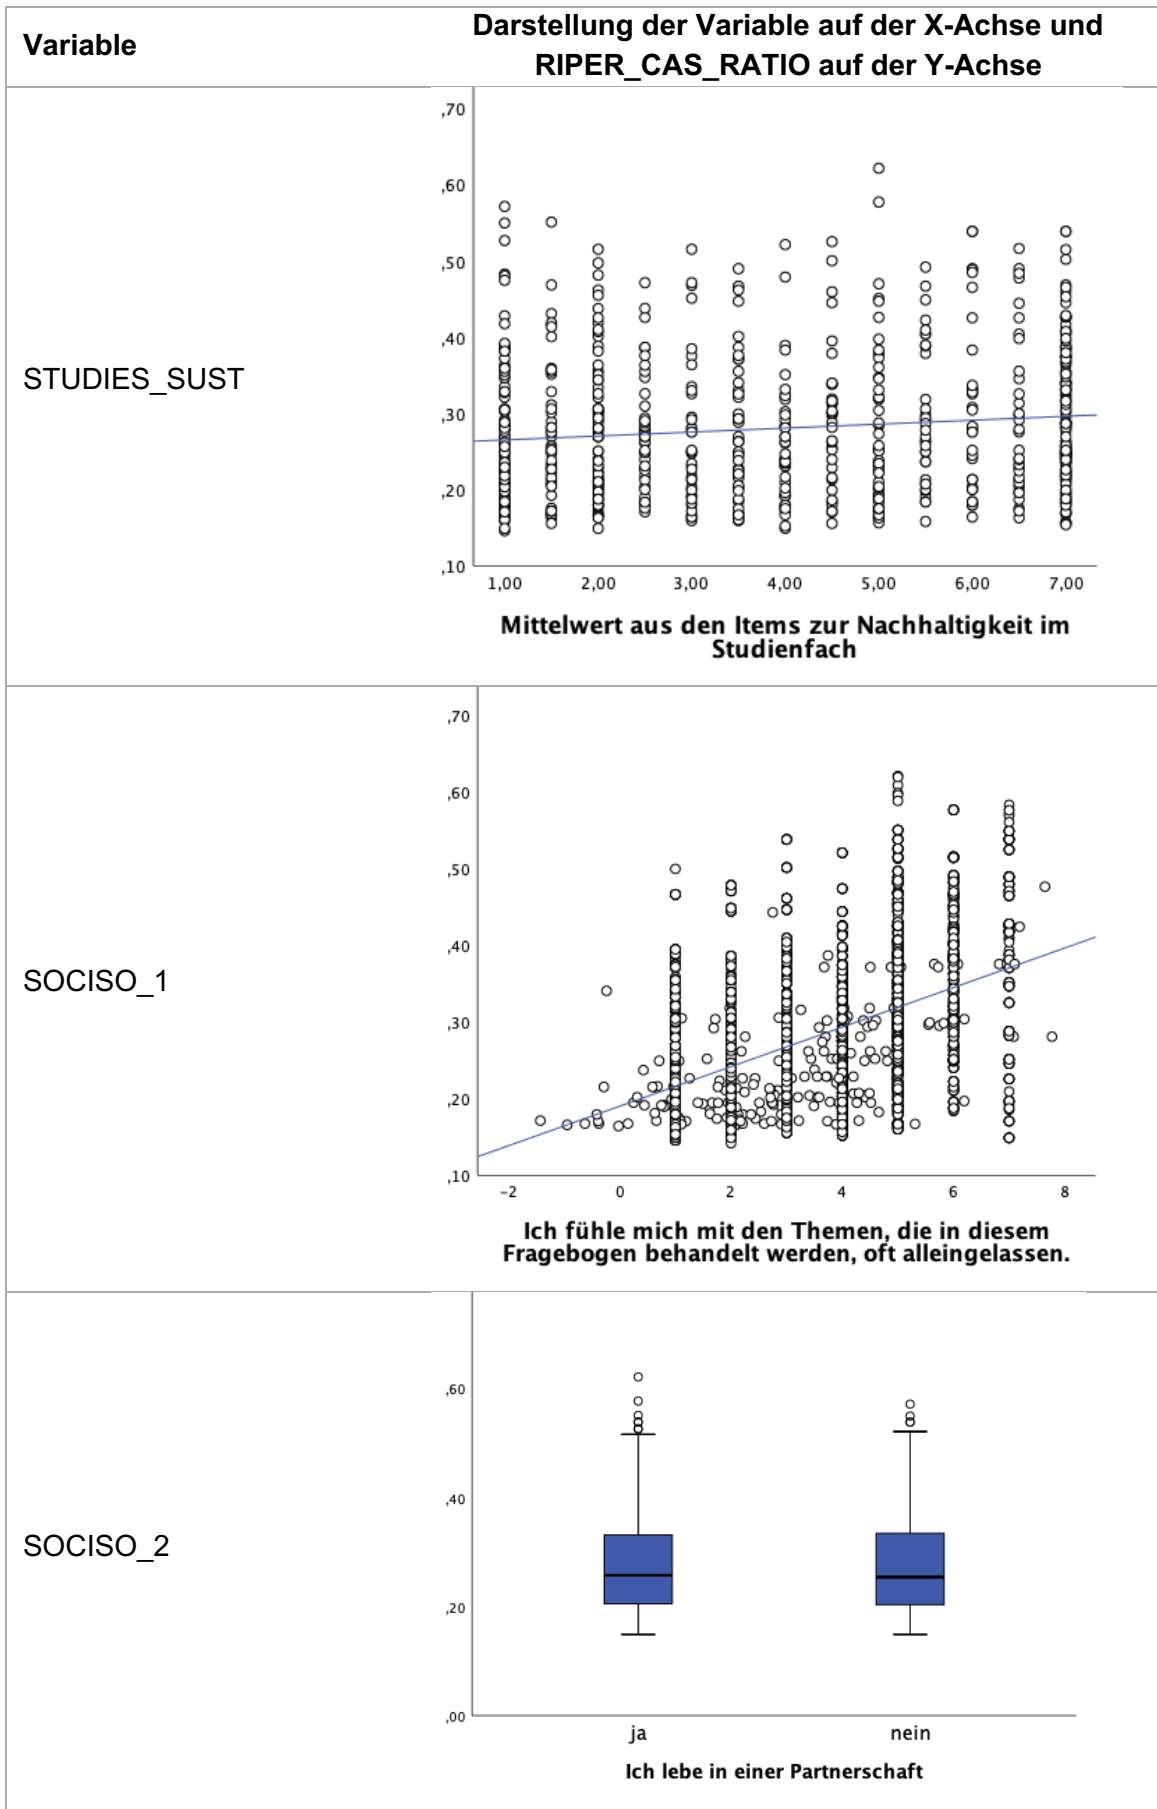 Variable
Darstellung der Variable auf der X-Achse und
RIPER_CAS_RATIO auf der Y-Achse
STUDIES_SUST
,70
,60
,50
,40
,30
,20
,10
1,00 2,00 3,00 4,00 5,00 6,00 7,00
Mittelwert aus den Items zur Nachhaltigkeit im
Studienfach
SOCISO_1
,70
,60
,50
,40
,30
,20
,10
-2 0 2 4 6 8
Ich fühle mich mit den Themen, die in diesem
Fragebogen behandelt werden, oft alleingelassen.
SOCISO_2
,60
,40
,20
,00
ja nein
Ich lebe in einer Partnerschaft